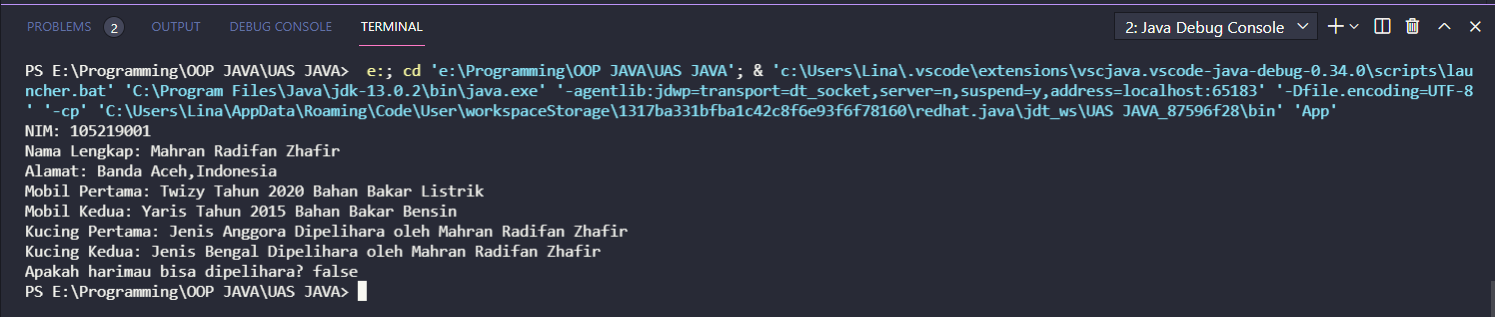 PROBLEMS 2 OUTPUT DEBUG CONSOLE TERMINAL 2: Java Debug Console
PS E:\Programming\OOP JAVA\UAS JAVA>  e:; cd 'e:\Programming\OOP JAVA\UAS JAVA'; & 'c:\Users\Lina\.vscode\extensions\vscjava.vscode-java-debug-0.34.0\scripts\lau
ncher.bat' 'C:\Program Files\Java\jdk-13.0.2\bin\java.exe' '-agentlib:jdwp=transport=dt_socket,server=n,suspend=y,address=localhost:65183' '-Dfile.encoding=UTF-8
' '-cp' 'C:\Users\Lina\AppData\Roaming\Code\User\workspaceStorage\1317ba331bfba1c42c8f6e93f6f78160\redhat.java\jdt_ws\UAS JAVA_87596f28\bin' 'App'
NIM: 105219001
Nama Lengkap: Mahran Radifan Zhafir
Alamat: Banda Aceh,Indonesia
Mobil Pertama: Twizy Tahun 2020 Bahan Bakar Listrik
Mobil Kedua: Yaris Tahun 2015 Bahan Bakar Bensin
Kucing Pertama: Jenis Anggora Dipelihara oleh Mahran Radifan Zhafir
Kucing Kedua: Jenis Bengal Dipelihara oleh Mahran Radifan Zhafir
Apakah harimau bisa dipelihara? false
PS E:\Programming\OOP JAVA\UAS JAVA>